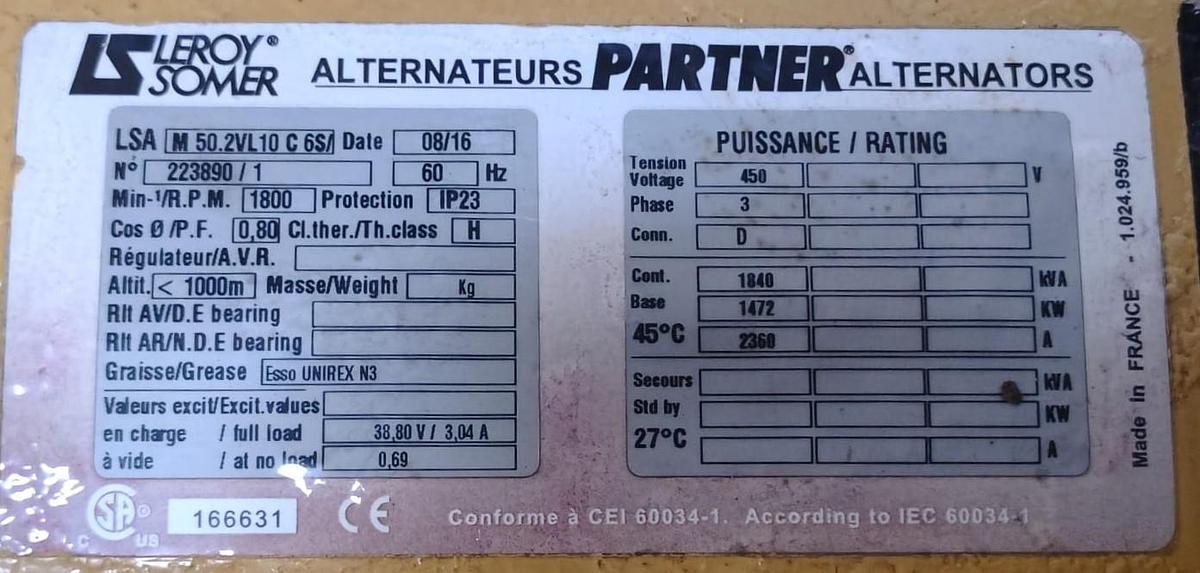 LEROY® SOMER ALTERNATEURS PARTNER® ALTERNATORS
LSA M 50.2VL10 C 6S/ Date 08/16
N° 223890 / 1 60 Hz
Min-¹/R.P.M. 1800 Protection IP23
Cos Ø /P.F. 0,80 Cl.ther./Th.class H
Régulateur/A.V.R.
Altit. < 1000m Masse/Weight Kg
Rlt AV/D.E bearing
Rlt AR/N.D.E bearing
Graisse/Grease Esso UNIREX N3
Valeurs excit/Excit.values
en charge / full load 38,80 V / 3,04 A
à vide / at no load 0,69
PUISSANCE / RATING
Tension
Voltage 450 V
Phase 3
Conn. D
Cont. 1840 kVA
Base 1472 KW
45°C 2360 A
Secours kVA
Std by KW
27°C A
Made in FRANCE - 1.024.959/b
SA® C US 166631 CE Conforme à CEI 60034-1. According to IEC 60034-1